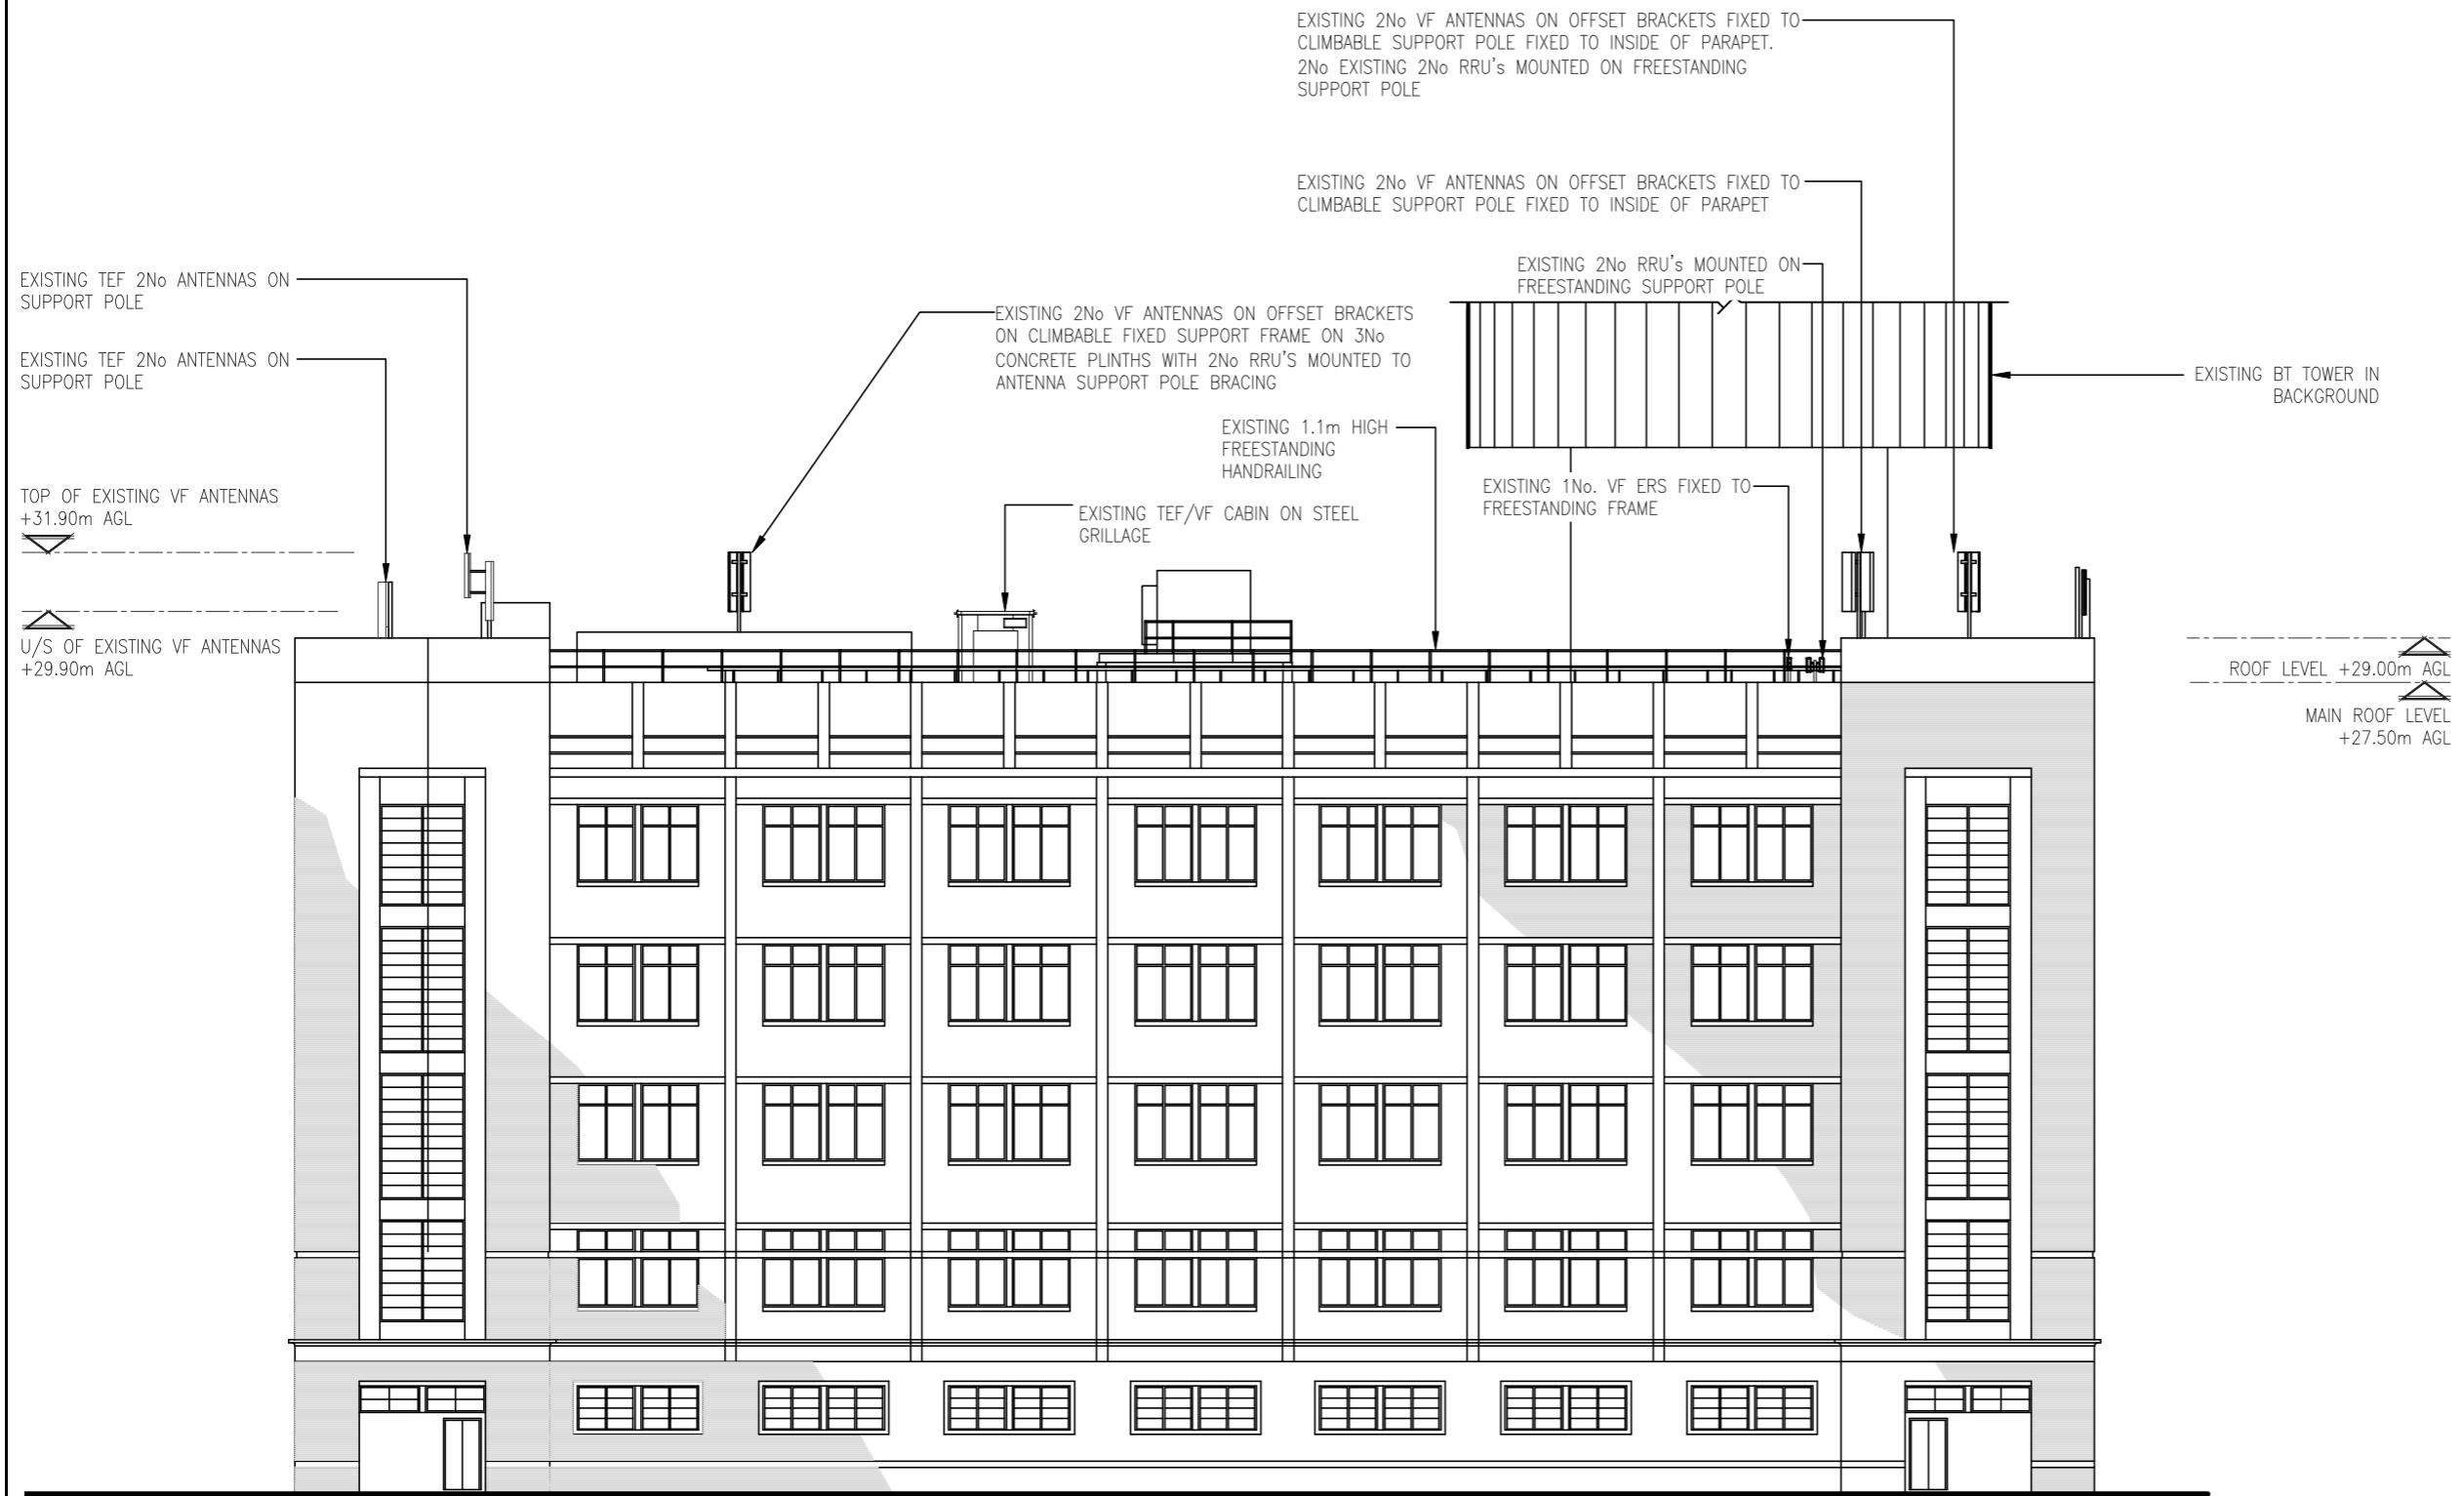 EXISTING 2No VF ANTENNAS ON OFFSET BRACKETS FIXED TO
CLIMBABLE SUPPORT POLE FIXED TO INSIDE OF PARAPET.
2No EXISTING 2No RRU's MOUNTED ON FREESTANDING
SUPPORT POLE
EXISTING 2No VF ANTENNAS ON OFFSET BRACKETS FIXED TO
CLIMBABLE SUPPORT POLE FIXED TO INSIDE OF PARAPET
EXISTING 2No RRU's MOUNTED ON
FREESTANDING SUPPORT POLE
EXISTING TEF 2No ANTENNAS ON
SUPPORT POLE
EXISTING TEF 2No ANTENNAS ON
SUPPORT POLE
EXISTING 2No VF ANTENNAS ON OFFSET BRACKETS
ON CLIMBABLE FIXED SUPPORT FRAME ON 3No
CONCRETE PLINTHS WITH 2No RRU'S MOUNTED TO
ANTENNA SUPPORT POLE BRACING
EXISTING BT TOWER IN
BACKGROUND
EXISTING 1.1m HIGH
FREESTANDING
HANDRAILING
EXISTING 1No. VF ERS FIXED TO
FREESTANDING FRAME
EXISTING TEF/VF CABIN ON STEEL
GRILLAGE
TOP OF EXISTING VF ANTENNAS
+31.90m AGL
U/S OF EXISTING VF ANTENNAS
+29.90m AGL
ROOF LEVEL +29.00m AGL
MAIN ROOF LEVEL
+27.50m AGL